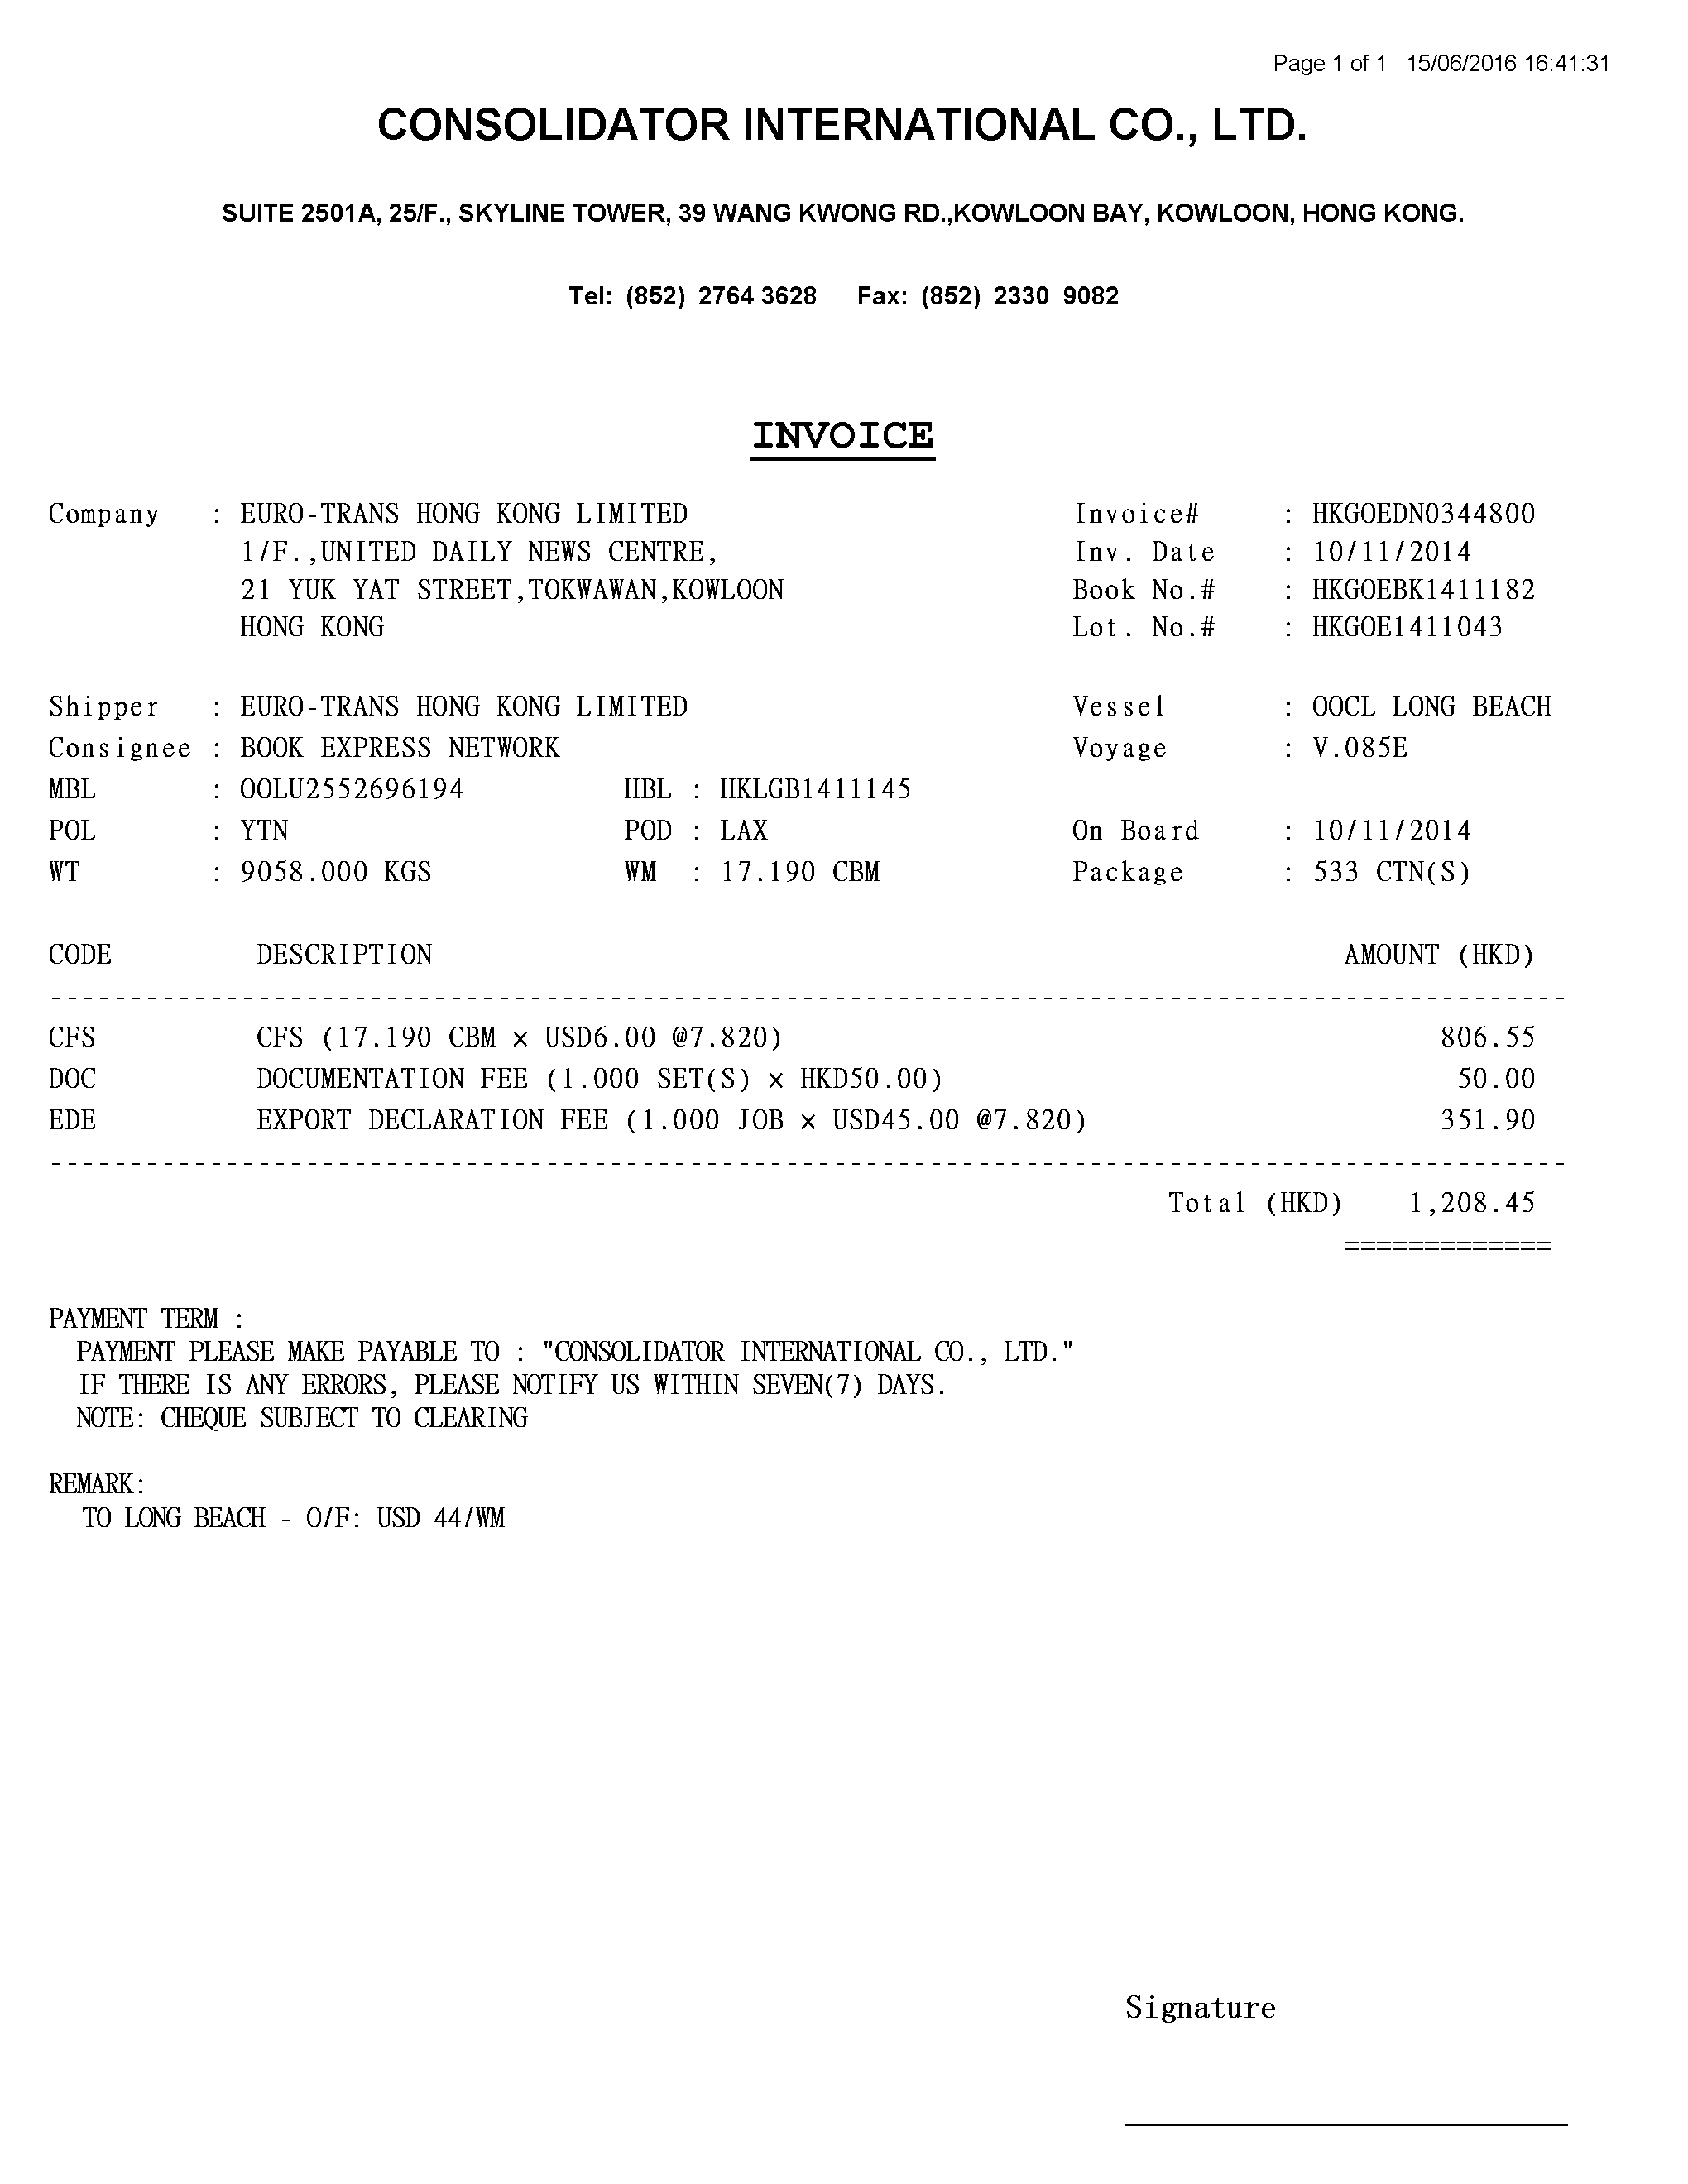 Page 1 of 1 15/06/2016 16:41:31
CONSOLIDATOR INTERNATIONAL CO., LTD.
SUITE 2501A, 25/F., SKYLINE TOWER, 39 WANG KWONG RD.,KOWLOON BAY, KOWLOON, HONG KONG.
Tel: (852) 2764 3628 Fax: (852) 2330 9082
INVOICE
Company : EURO-TRANS HONG KONG LIMITED Invoice# : HKGOEDN0344800
1/F.,UNITED DAILY NEWS CENTRE, Inv. Date : 10/11/2014
21 YUK YAT STREET,TOKWAWAN,KOWLOON Book No.# : HKGOEBK1411182
HONG KONG Lot. No.# : HKGOE1411043
Shipper : EURO-TRANS HONG KONG LIMITED Vessel : OOCL LONG BEACH
Consignee : BOOK EXPRESS NETWORK Voyage : V.085E
MBL : OOLU2552696194 HBL : HKLGB1411145
POL : YTN POD : LAX On Board : 10/11/2014
WT : 9058.000 KGS WM : 17.190 CBM Package : 533 CTN(S)
CODE DESCRIPTION AMOUNT (HKD)
-----------------------------------------------------------------------------------------------
CFS CFS (17.190 CBM × USD6.00 @7.820) 806.55
DOC DOCUMENTATION FEE (1.000 SET(S) × HKD50.00) 50.00
EDE EXPORT DECLARATION FEE (1.000 JOB × USD45.00 @7.820) 351.90
-----------------------------------------------------------------------------------------------
Total (HKD) 1,208.45
=============
PAYMENT TERM :
PAYMENT PLEASE MAKE PAYABLE TO : "CONSOLIDATOR INTERNATIONAL CO., LTD."
IF THERE IS ANY ERRORS, PLEASE NOTIFY US WITHIN SEVEN(7) DAYS.
NOTE: CHEQUE SUBJECT TO CLEARING
REMARK:
TO LONG BEACH - O/F: USD 44/WM
Signature